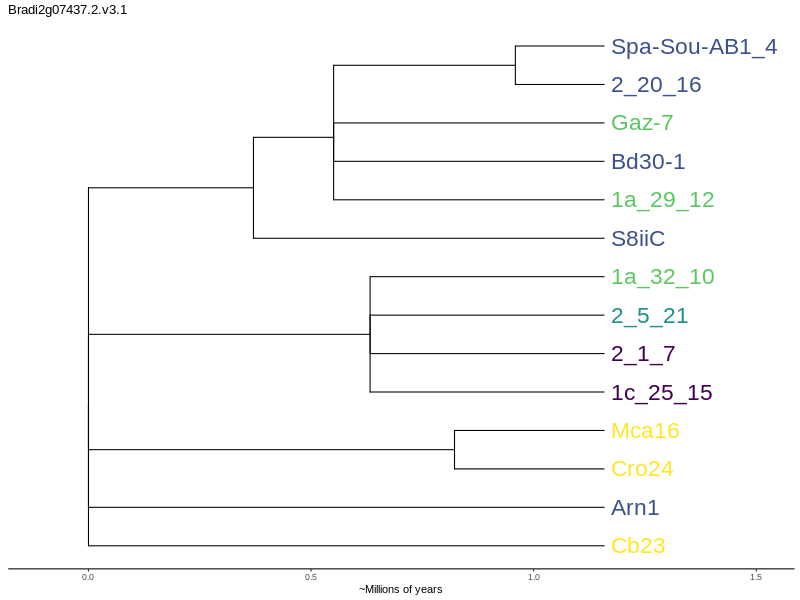 Bradi2g07437.2.v3.1
Spa-Sou-AB1_4
2_20_16
Gaz-7
Bd30-1
1a_29_12
S8iiC
1a_32_10
2_5_21
2_1_7
1c_25_15
Mca16
Cro24
Arn1
Cb23
0.0 0.5 1.0 1.5
~Millions of years